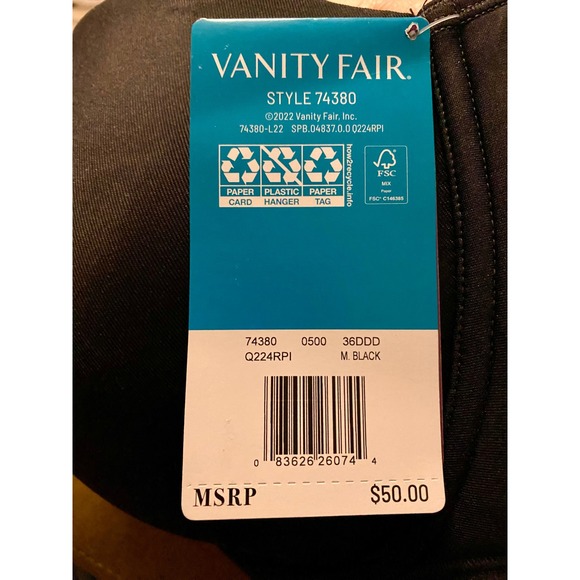 VANITY FAIR®
STYLE 74380
©2022 Vanity Fair, Inc.
74380-L22 SPB.04837.0.0 Q224RPI
PAPER PLASTIC PAPER
CARD HANGER TAG
how2recycle.info
FSC
MIX
Paper
FSC® C146385
74380 0500 36DDD
Q224RPI M. BLACK
0 83626 26074 4
MSRP $50.00